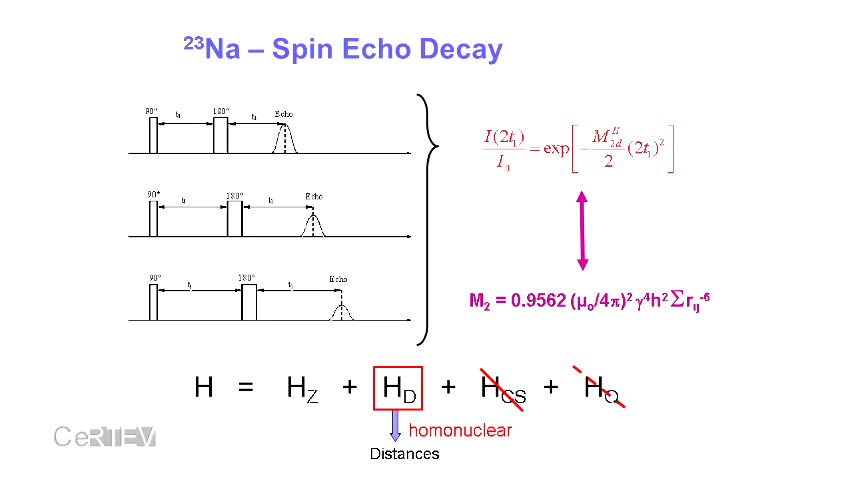 ²³Na – Spin Echo Decay
90° t₁ 180° t₁ Echo
90° t₁ 180° t₁ Echo
90° t₁ 180° t₁ Echo
I(2t₁)/I₀ = exp[−M₂dᴴ/2 (2t₁)²]
M₂ = 0.9562 (μₒ/4π)² γ⁴h² Σrᵢⱼ⁻⁶
H = H_Z + H_D + H_CS + H_Q
homonuclear
Distances
CeRTEV